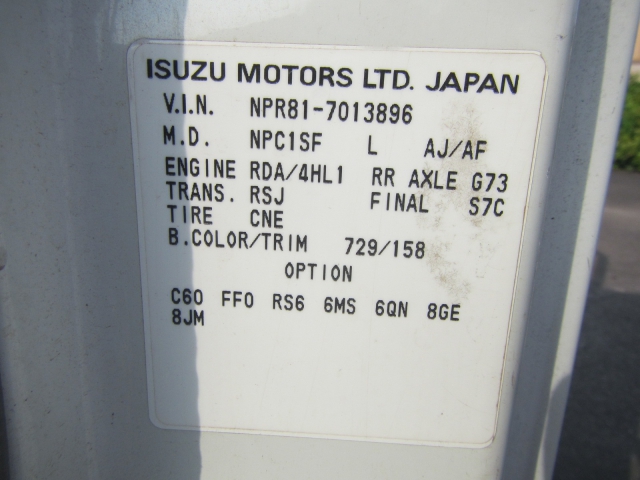 ISUZU MOTORS LTD. JAPAN
V.I.N. NPR81-7013896
M.D. NPC1SF L AJ/AF
ENGINE RDA/4HL1 RR AXLE G73
TRANS. RSJ FINAL S7C
TIRE CNE
B.COLOR/TRIM 729/158
OPTION
C60 FF0 RS6 6MS 6QN 8GE
8JM